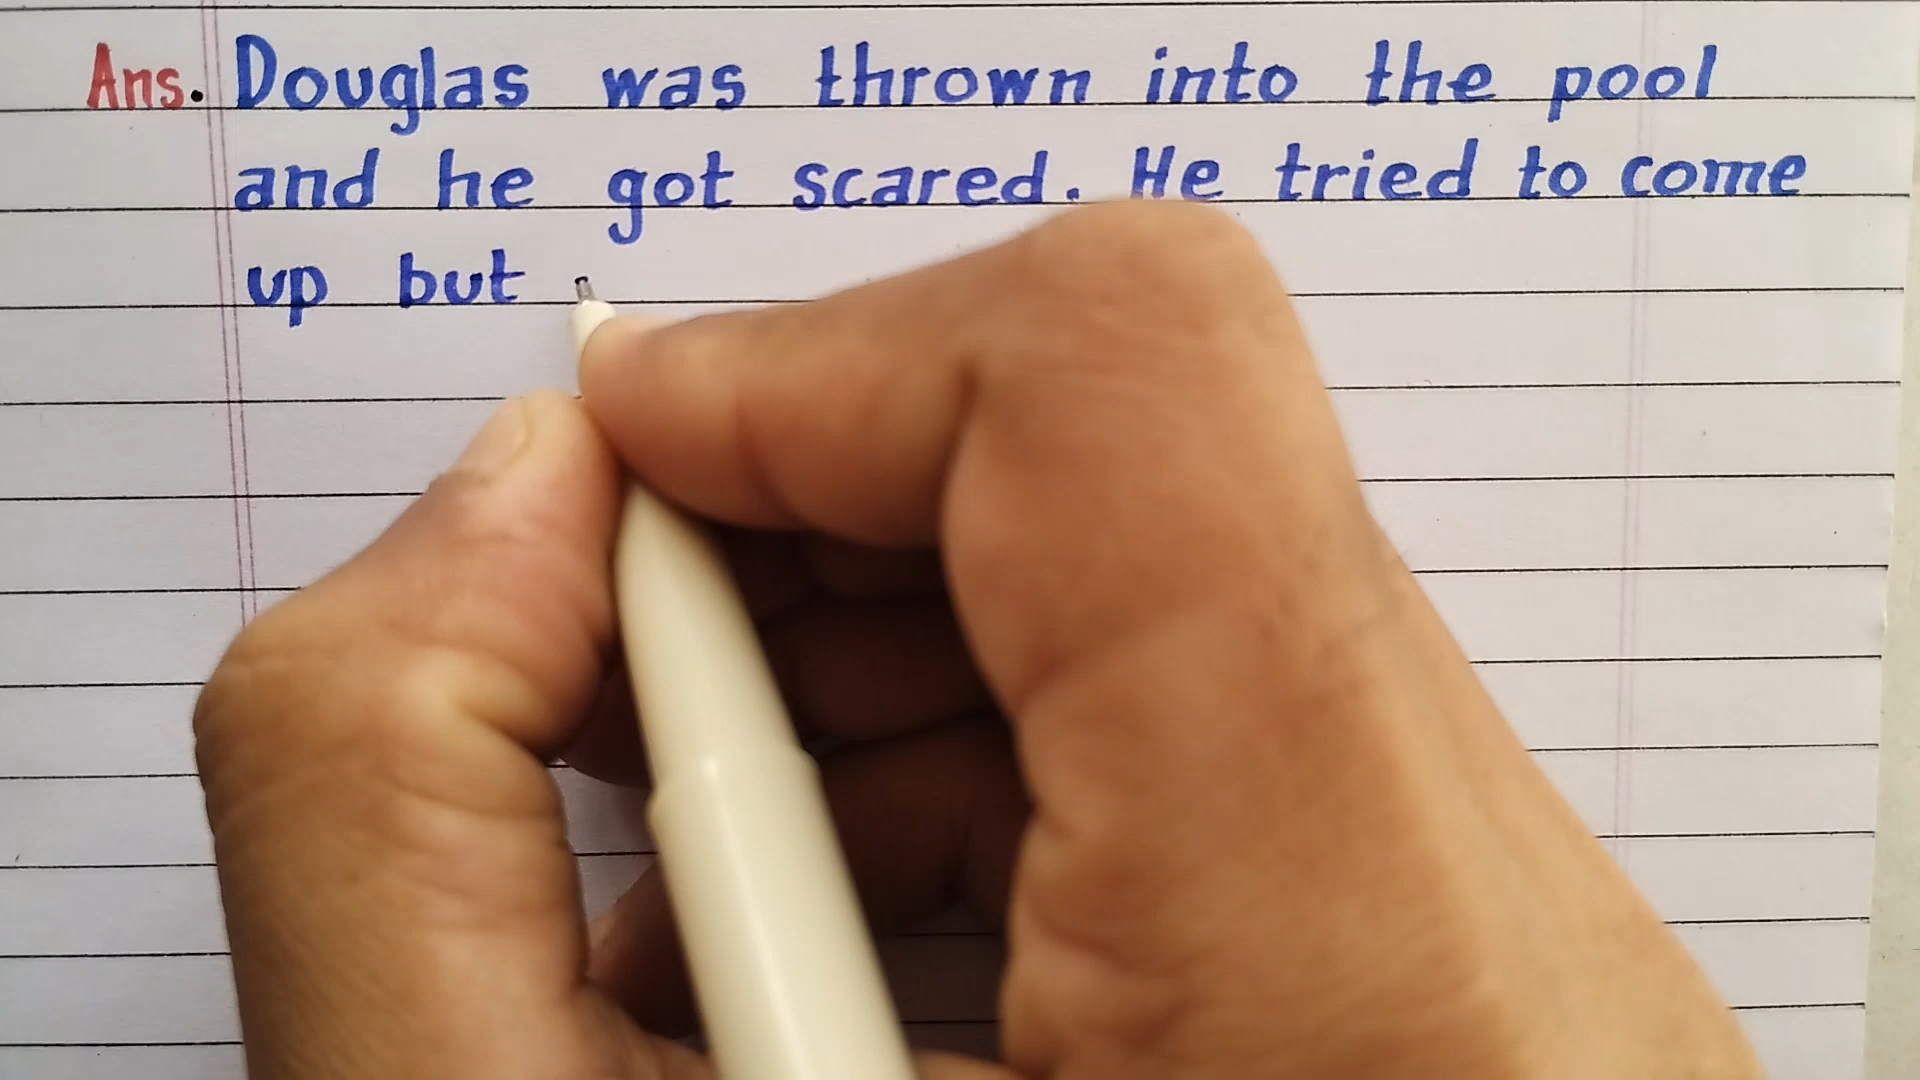 Ans. Douglas was thrown into the pool
and he got scared. He tried to come
up but